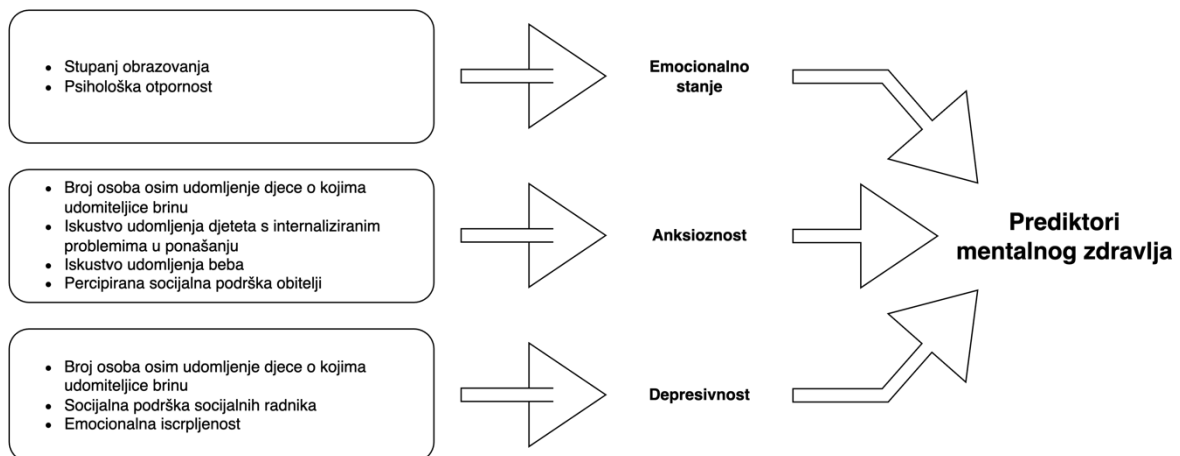 • Stupanj obrazovanja
• Psihološka otpornost
Emocionalno
stanje
• Broj osoba osim udomljenje djece o kojima
udomiteljice brinu
• Iskustvo udomljenja djeteta s internaliziranim
problemima u ponašanju
• Iskustvo udomljenja beba
• Percipirana socijalna podrška obitelji
Anksioznost
• Broj osoba osim udomljenje djece o kojima
udomiteljice brinu
• Socijalna podrška socijalnih radnika
• Emocionalna iscrpljenost
Depresivnost
Prediktori
mentalnog zdravlja